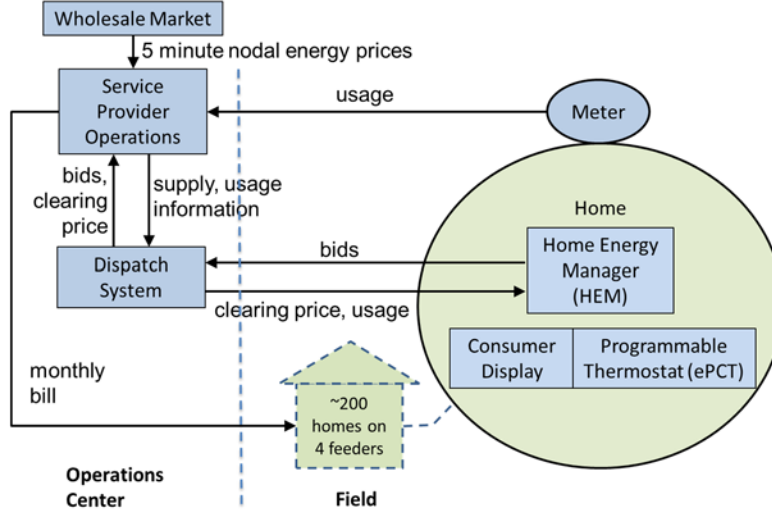 Wholesale Market
5 minute nodal energy prices
Service
Provider
Operations
usage
Meter
bids,
clearing
price
supply, usage
information
Home
Dispatch
System
bids
Home Energy
Manager
(HEM)
clearing price, usage
Consumer
Display
Programmable
Thermostat (ePCT)
monthly
bill
~200
homes on
4 feeders
Operations
Center
Field